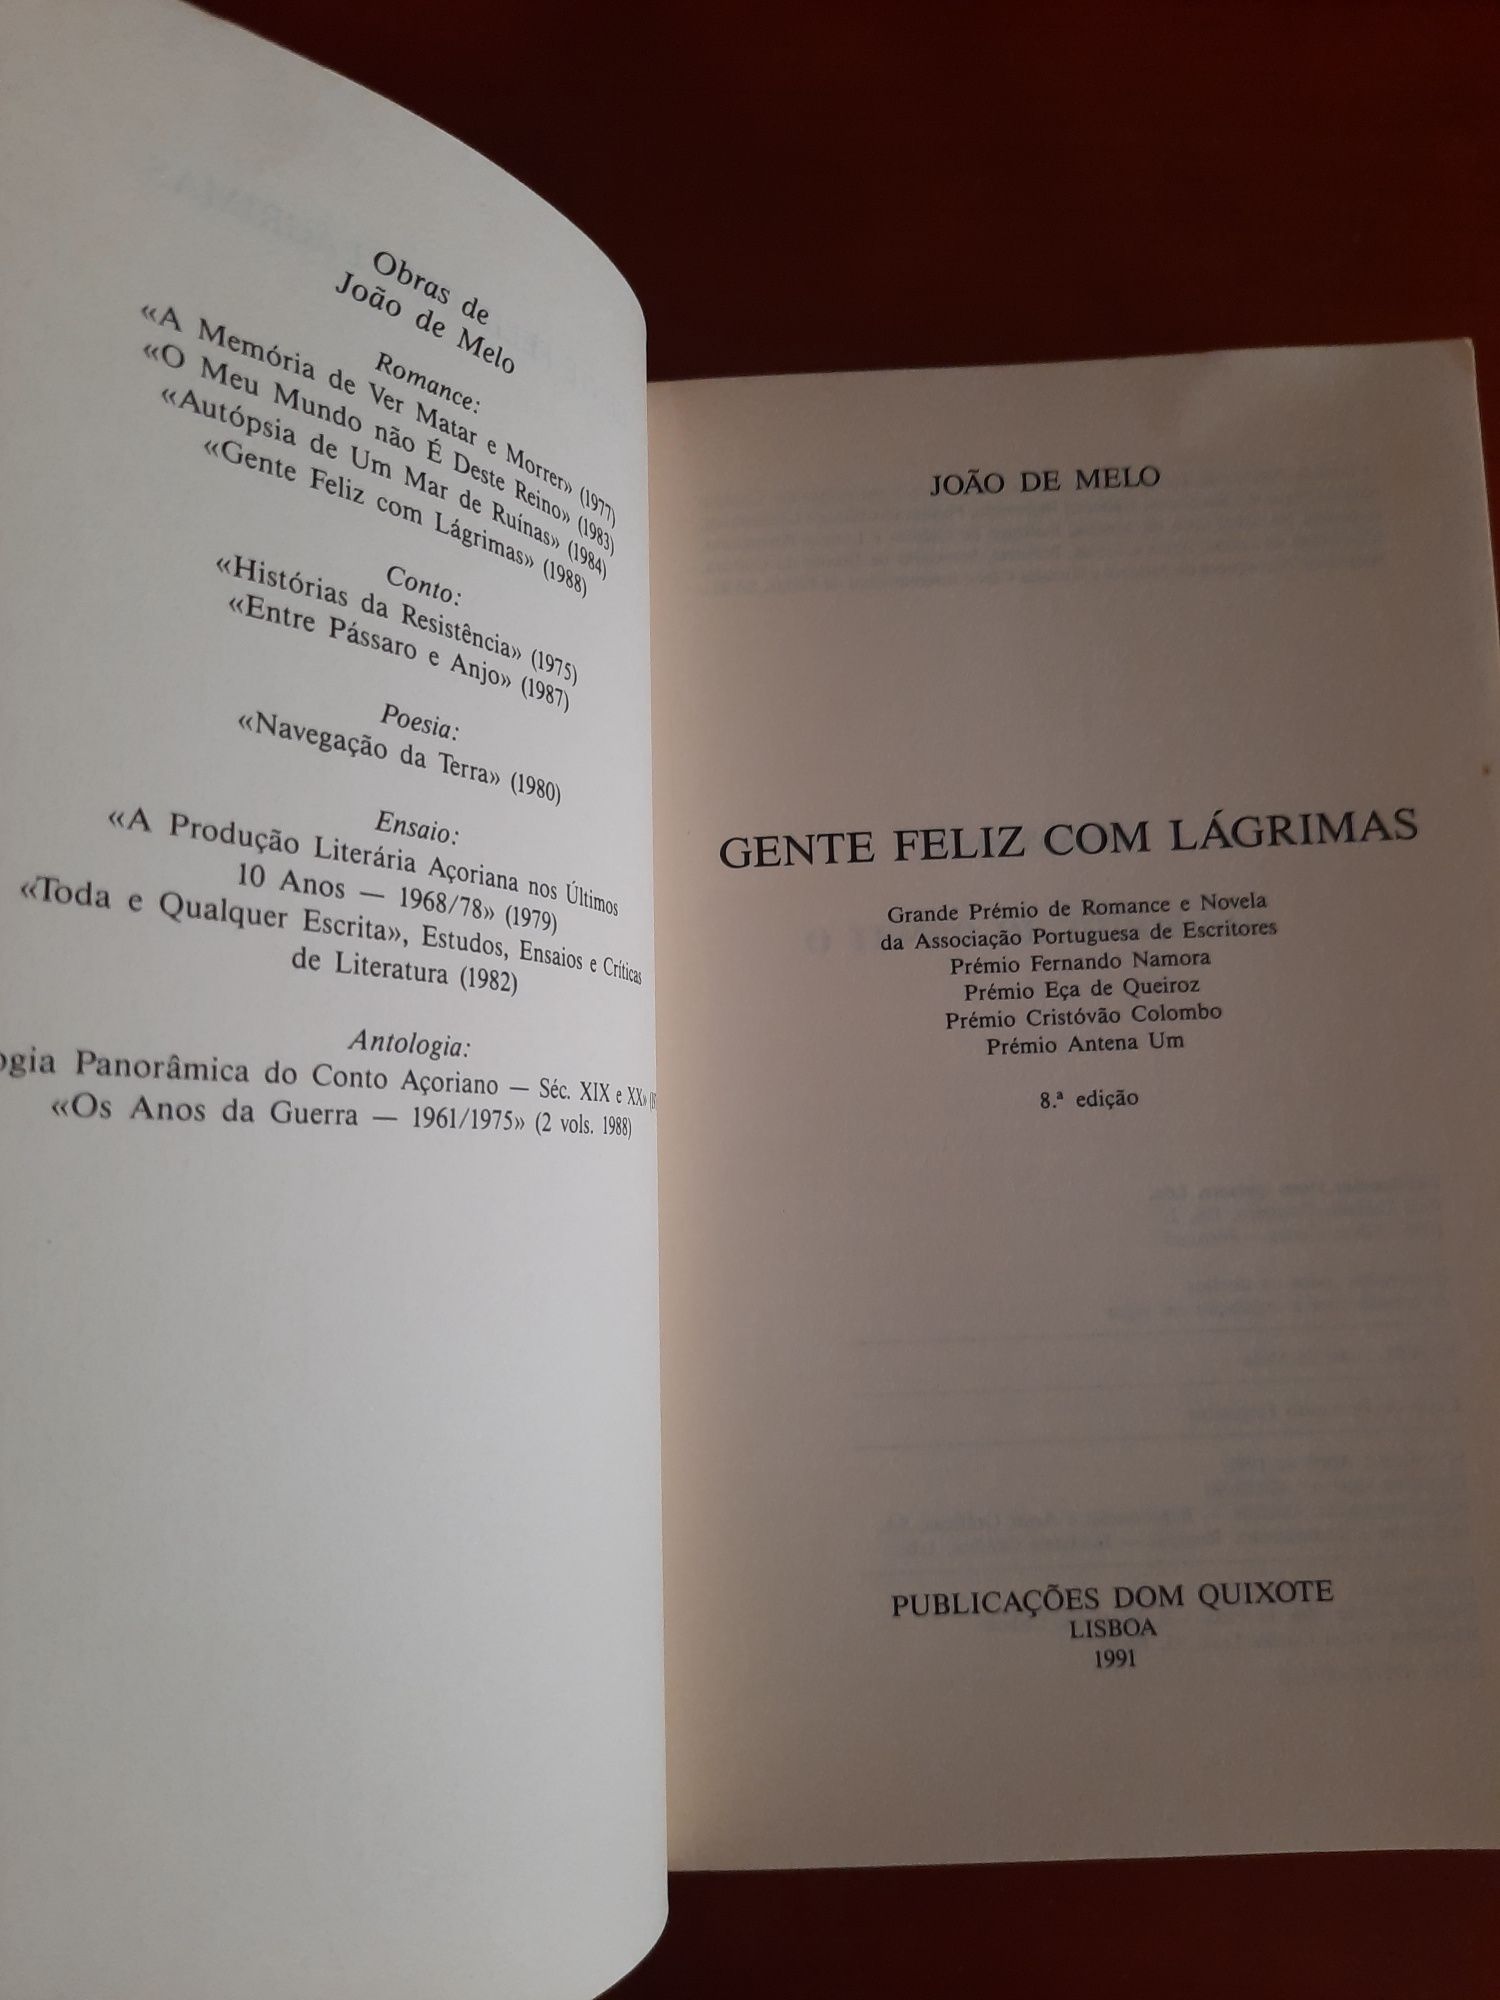 Obras de
João de Melo
Romance:
«A Memória de Ver Matar e Morrer» (1977)
«O Meu Mundo não É Deste Reino» (1983)
«Autópsia de Um Mar de Ruínas» (1984)
«Gente Feliz com Lágrimas» (1988)
Conto:
«Histórias da Resistência» (1975)
«Entre Pássaro e Anjo» (1987)
Poesia:
«Navegação da Terra» (1980)
Ensaio:
«A Produção Literária Açoriana nos Últimos
10 Anos — 1968/78» (1979)
«Toda e Qualquer Escrita», Estudos, Ensaios e Críticas
de Literatura (1982)
Antologia:
Panorâmica do Conto Açoriano — Séc. XIX e XX»
«Os Anos da Guerra — 1961/1975» (2 vols. 1988)
JOÃO DE MELO
GENTE FELIZ COM LÁGRIMAS
Grande Prémio de Romance e Novela
da Associação Portuguesa de Escritores
Prémio Fernando Namora
Prémio Eça de Queiroz
Prémio Cristóvão Colombo
Prémio Antena Um
8.ª edição
PUBLICAÇÕES DOM QUIXOTE
LISBOA
1991